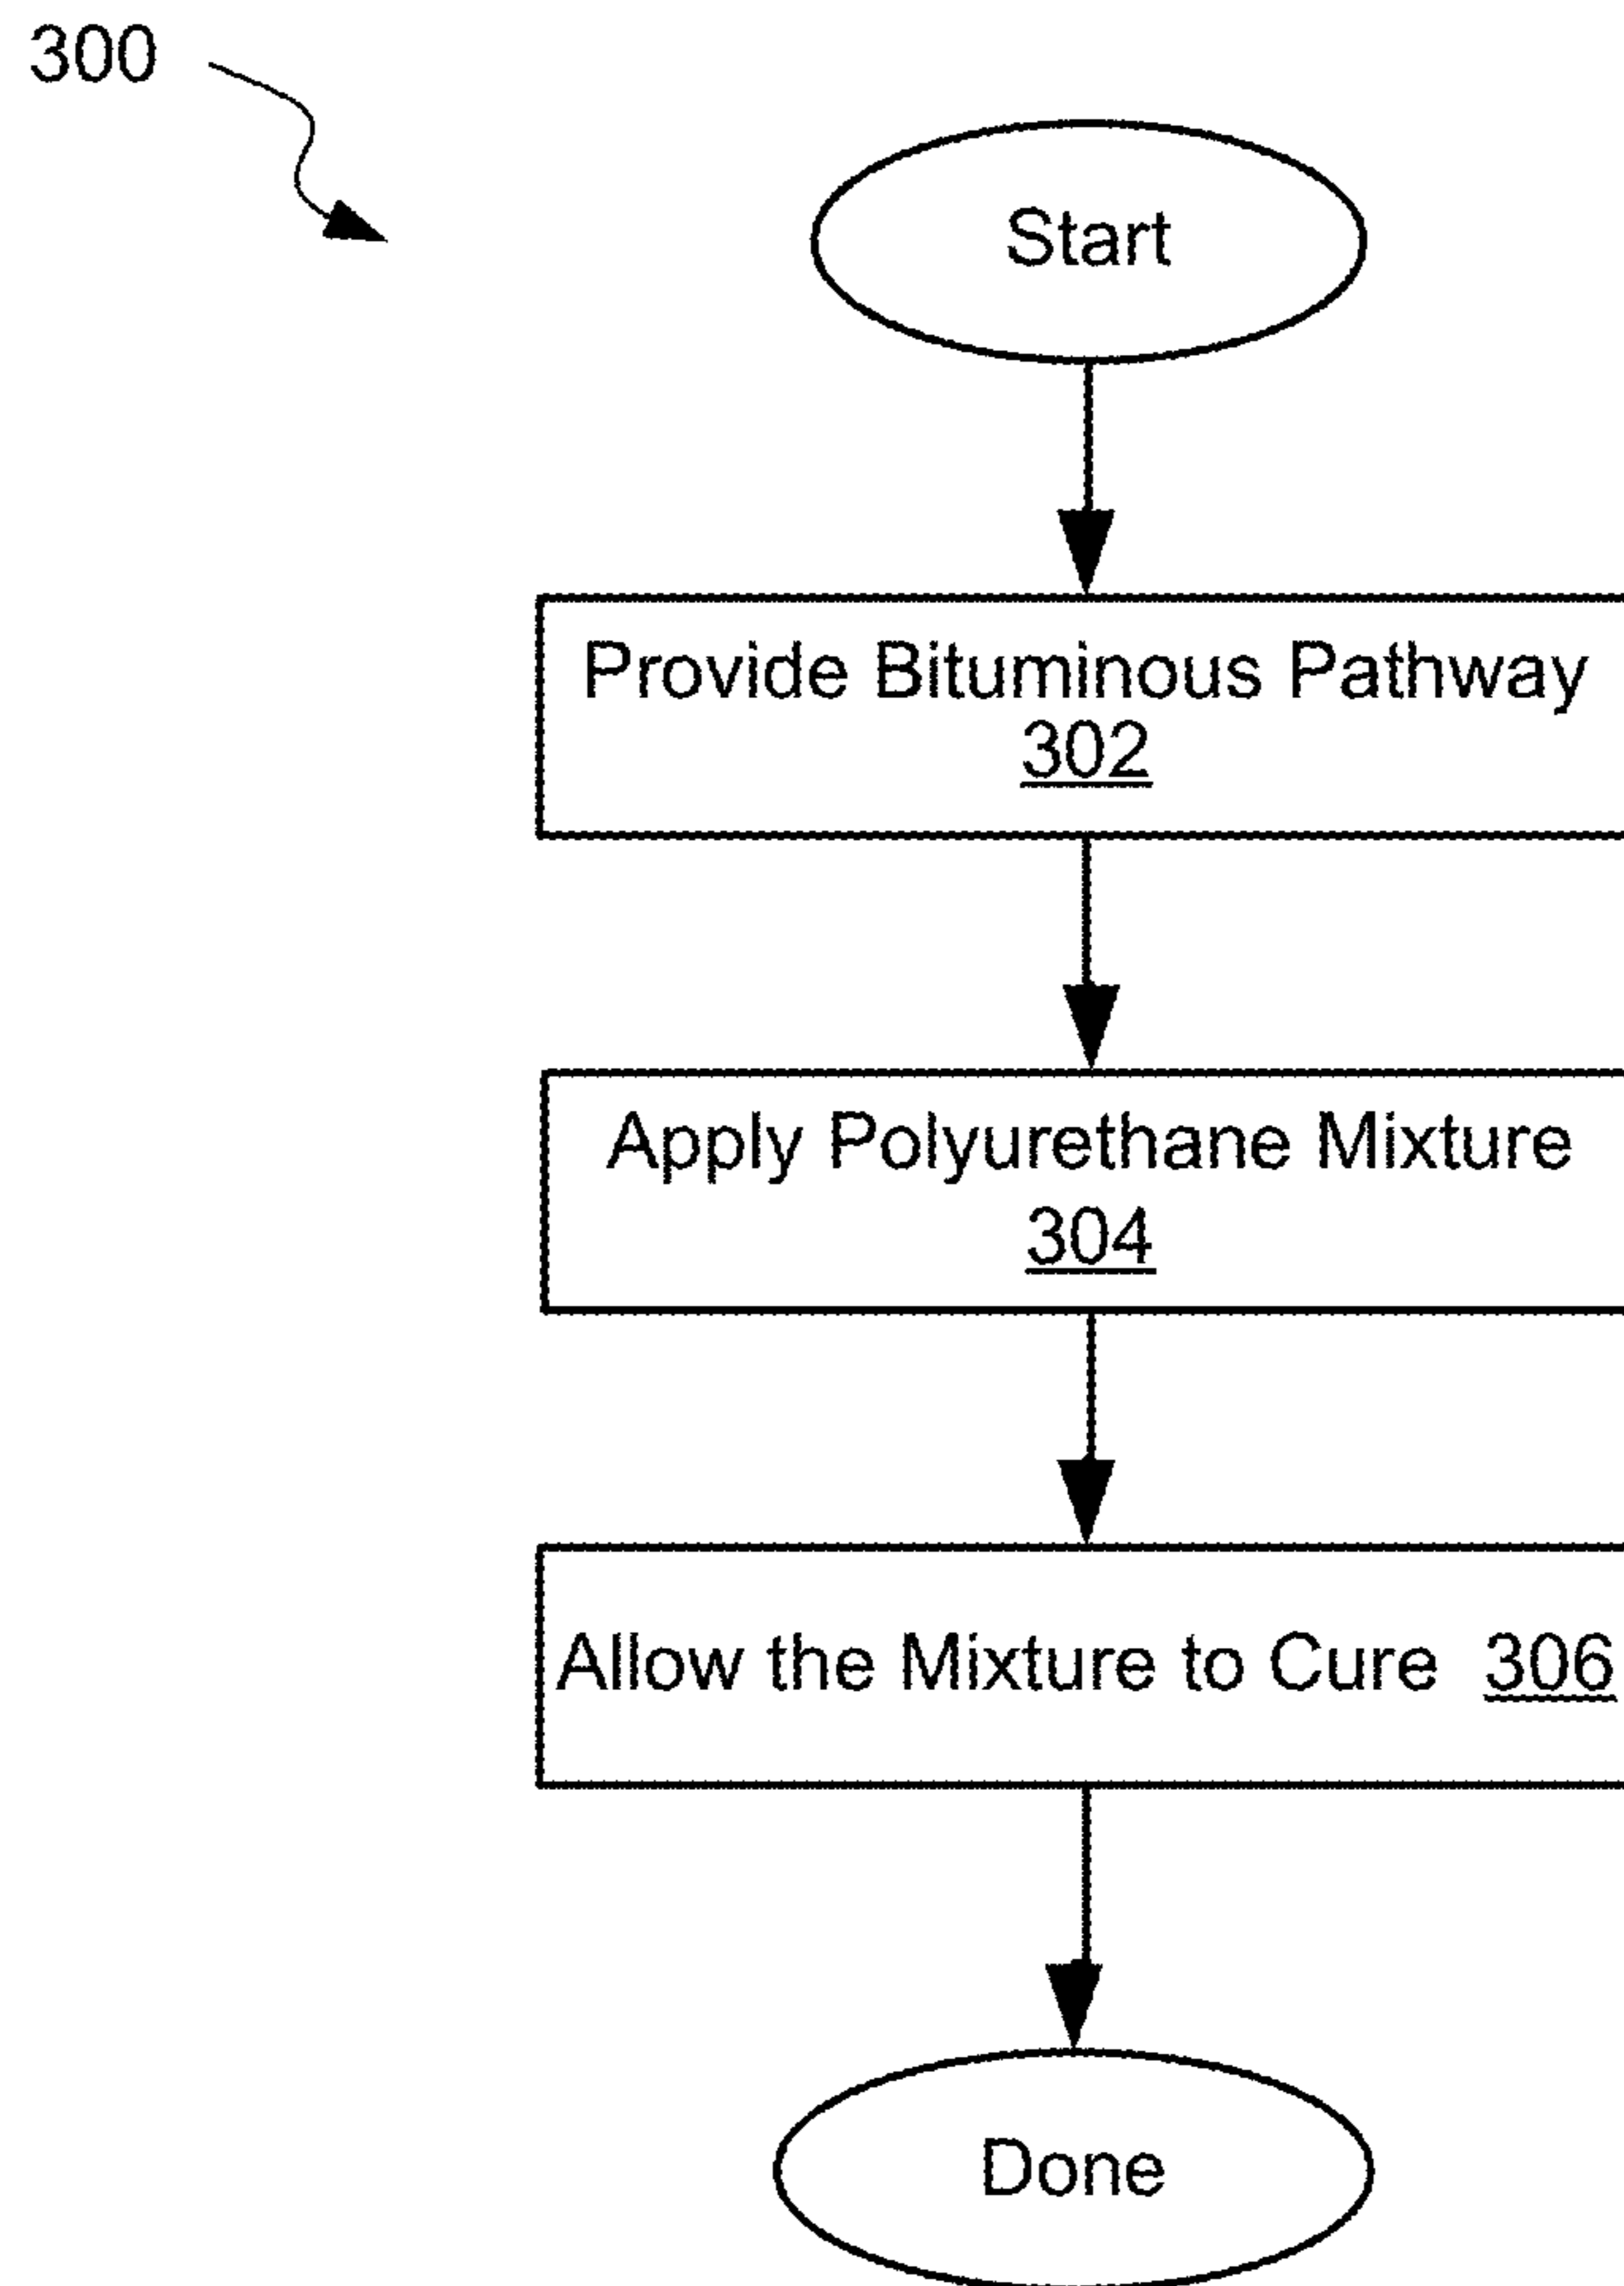 300
Start
Provide Bituminous Pathway
302
Apply Polyurethane Mixture
304
Allow the Mixture to Cure 306
Done